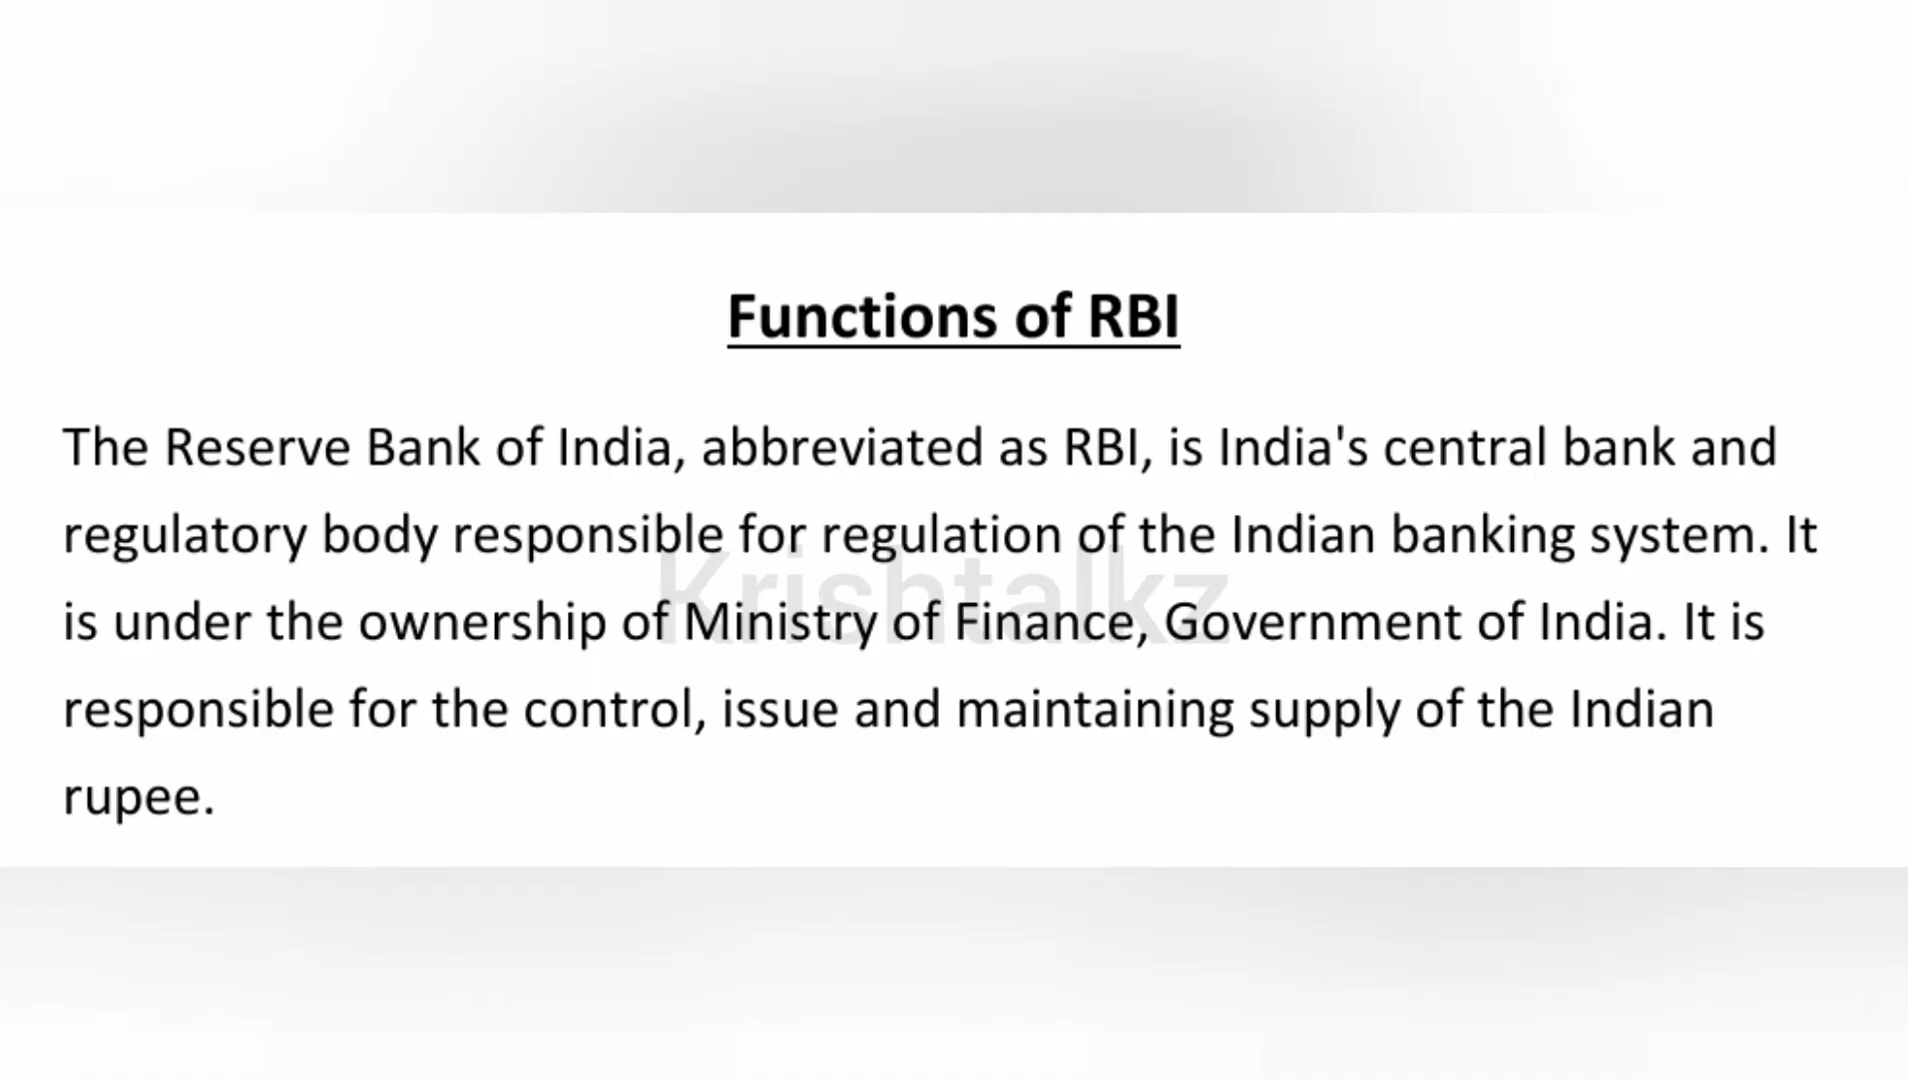 Functions of RBI
The Reserve Bank of India, abbreviated as RBI, is India's central bank and
regulatory body responsible for regulation of the Indian banking system. It
is under the ownership of Ministry of Finance, Government of India. It is
responsible for the control, issue and maintaining supply of the Indian
rupee.
Krishtalkz